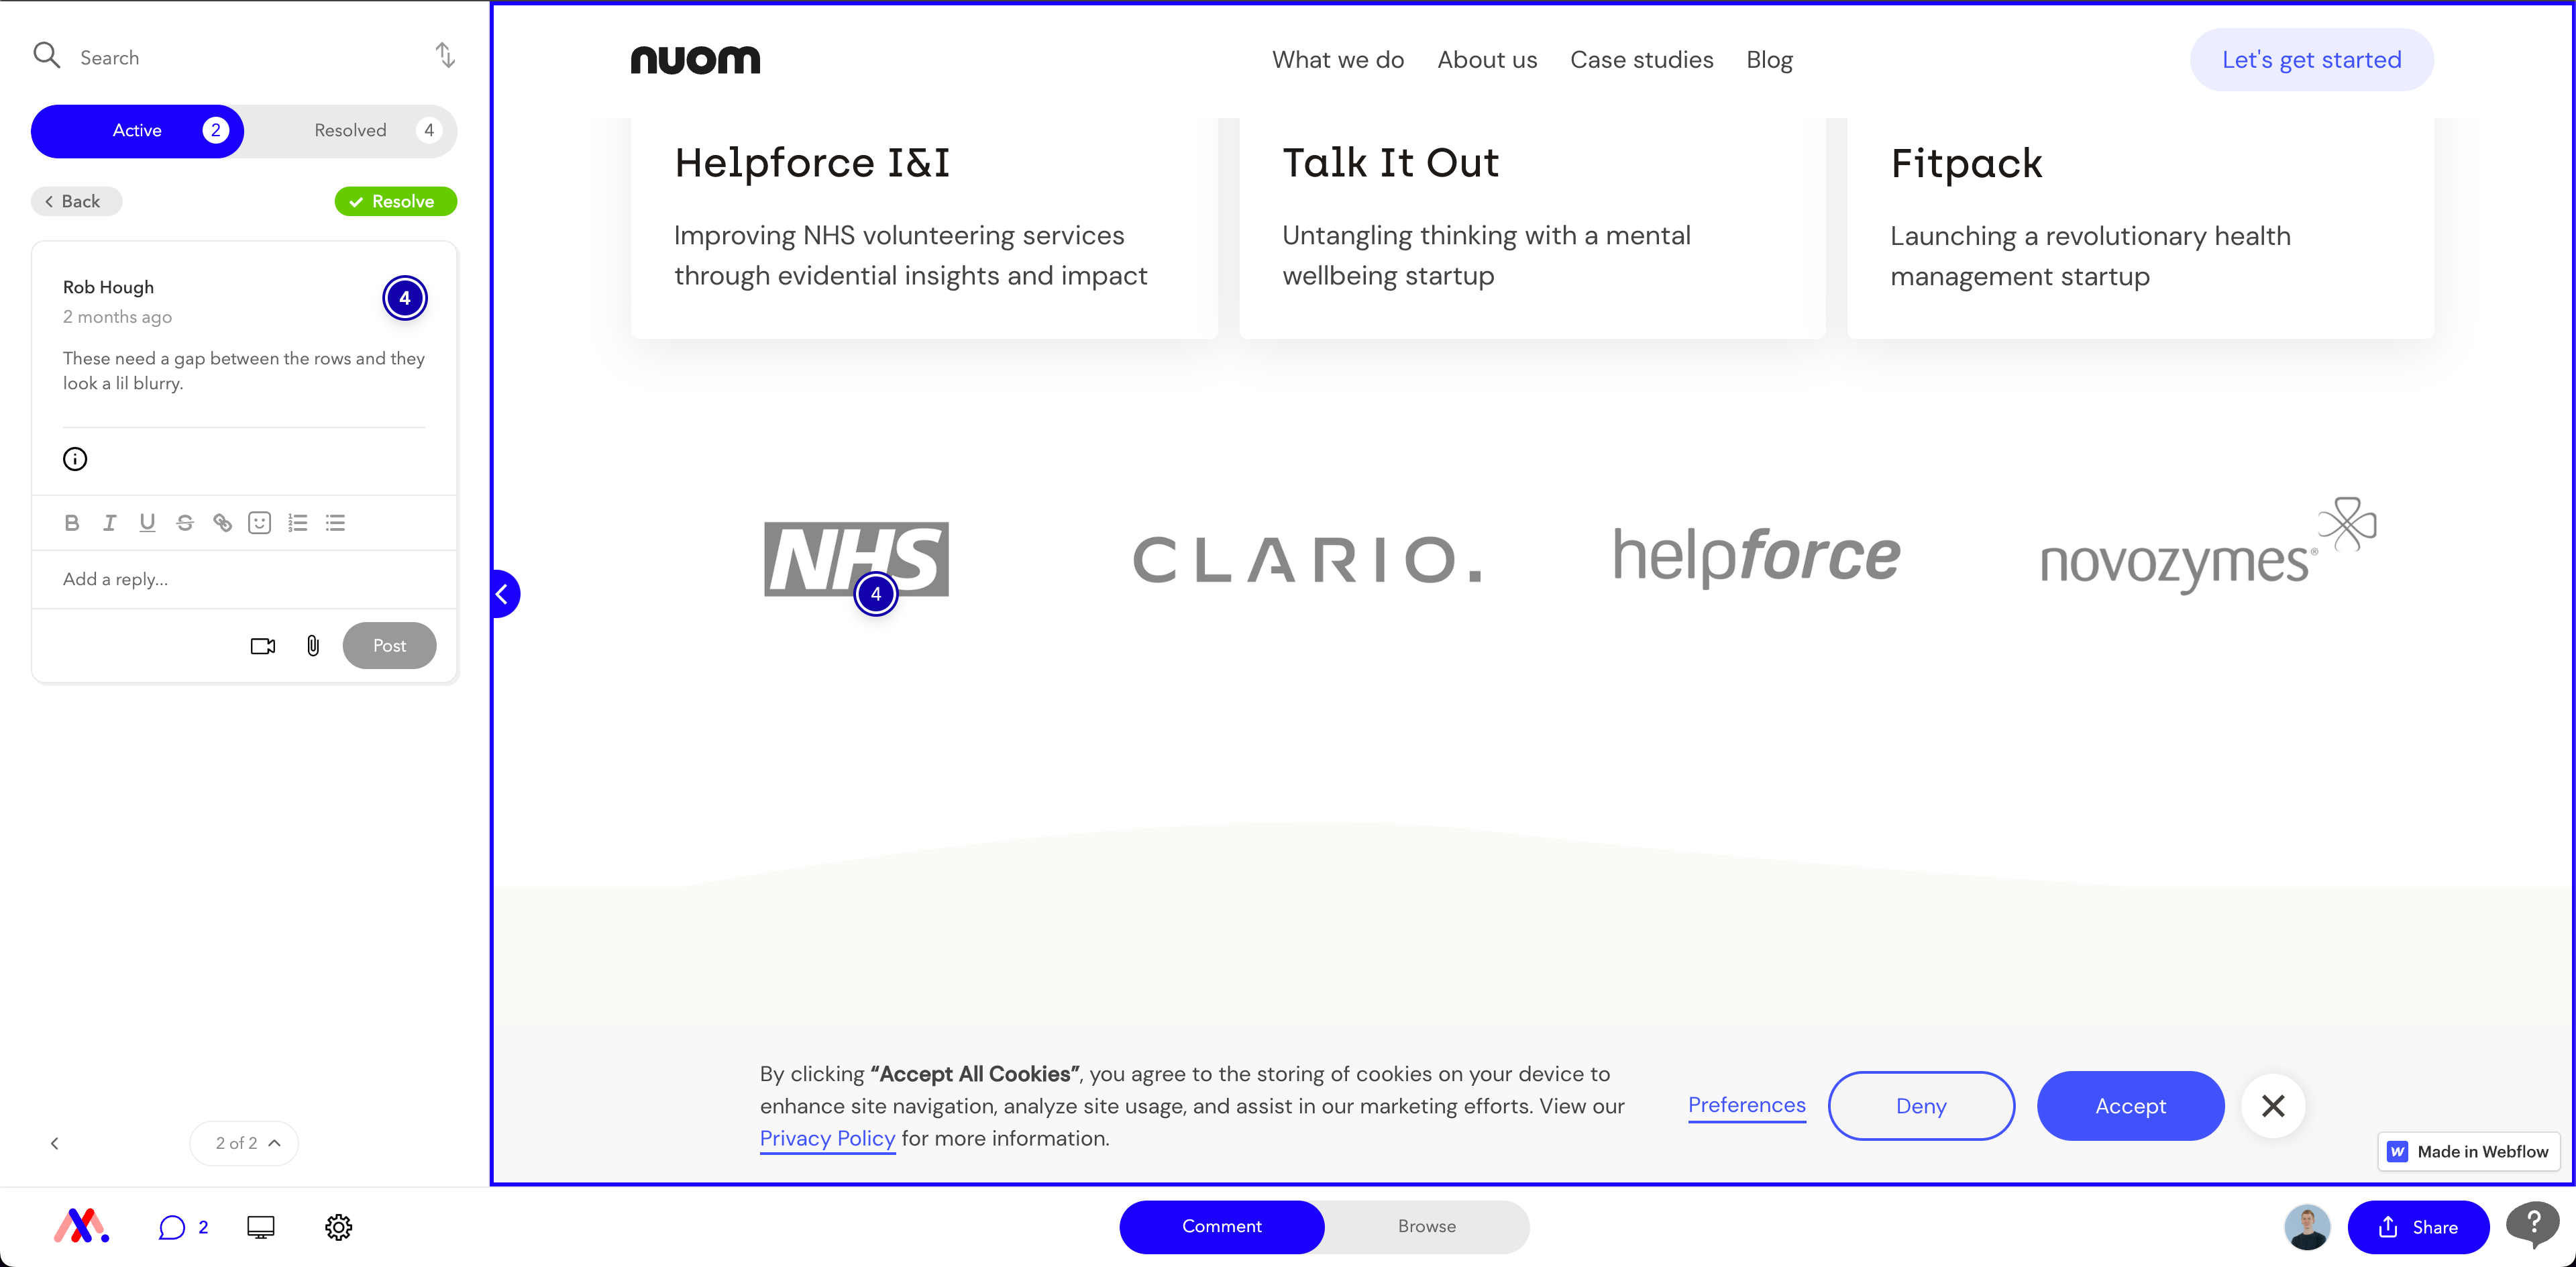 Search
Active 2
Resolved 4
Back
Resolve
Rob Hough
4
2 months ago
These need a gap between the rows and they
look a lil blurry.
B I U S
Add a reply...
Post
2 of 2
2
nuom
What we do
About us
Case studies
Blog
Let's get started
Helpforce I&I
Improving NHS volunteering services
through evidential insights and impact
Talk It Out
Untangling thinking with a mental
wellbeing startup
Fitpack
Launching a revolutionary health
management startup
NHS
4
CLARIO.
helpforce
novozymes®
By clicking “Accept All Cookies”, you agree to the storing of cookies on your device to
enhance site navigation, analyze site usage, and assist in our marketing efforts. View our
Privacy Policy for more information.
Preferences
Deny
Accept
Made in Webflow
Comment
Browse
Share
?